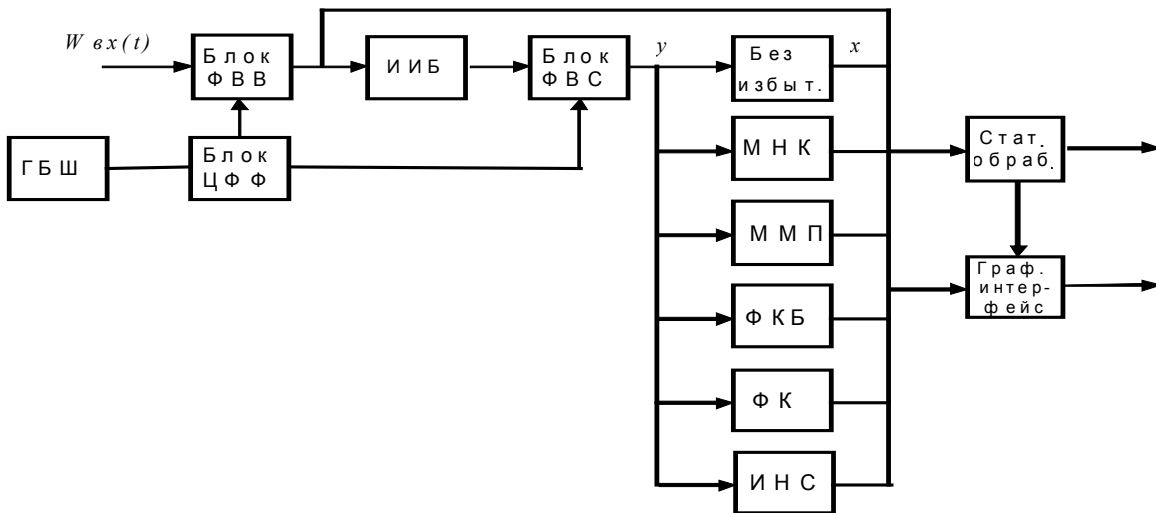 W вх(t)
Блок
ФВВ
ИИБ
Блок
ФВС
y
Без
избыт.
x
ГБШ
Блок
ЦФФ
МНК
Стат.
обраб.
ММП
Граф.
интер-
фейс
ФКБ
ФК
ИНС